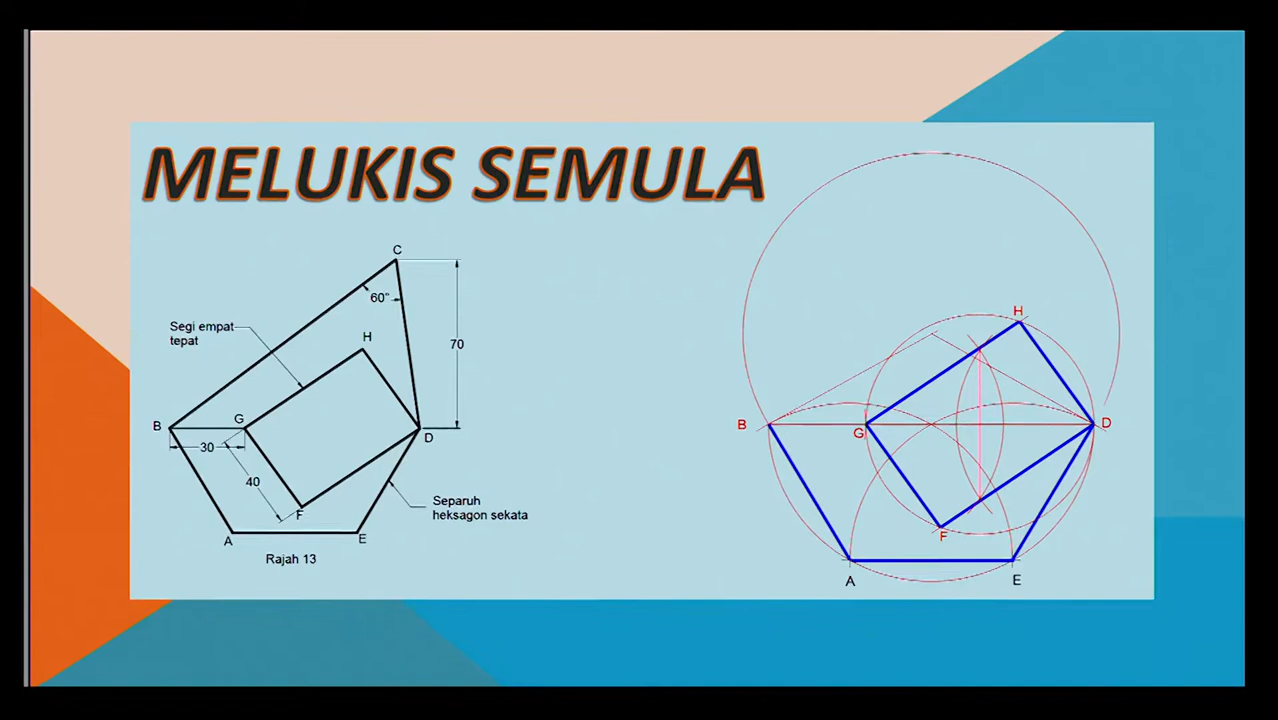 MELUKIS SEMULA
C
60°
Segi empat
tepat
H
70
B
G
D
30
40
F
Separuh
heksagon sekata
A
E
Rajah 13
H
B
G
D
F
A
E